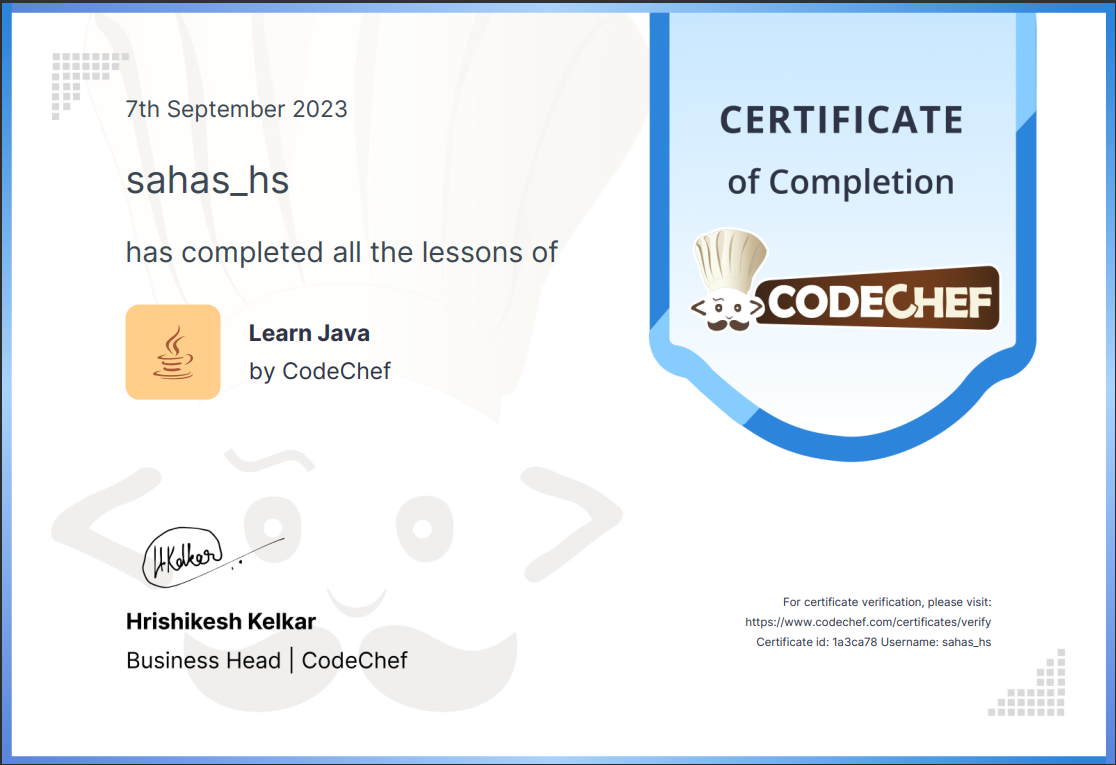 7th September 2023
sahas_hs
has completed all the lessons of
Learn Java
by CodeChef
CERTIFICATE
of Completion
CODECHEF
HKelkar
Hrishikesh Kelkar
Business Head | CodeChef
For certificate verification, please visit:
https://www.codechef.com/certificates/verify
Certificate id: 1a3ca78 Username: sahas_hs